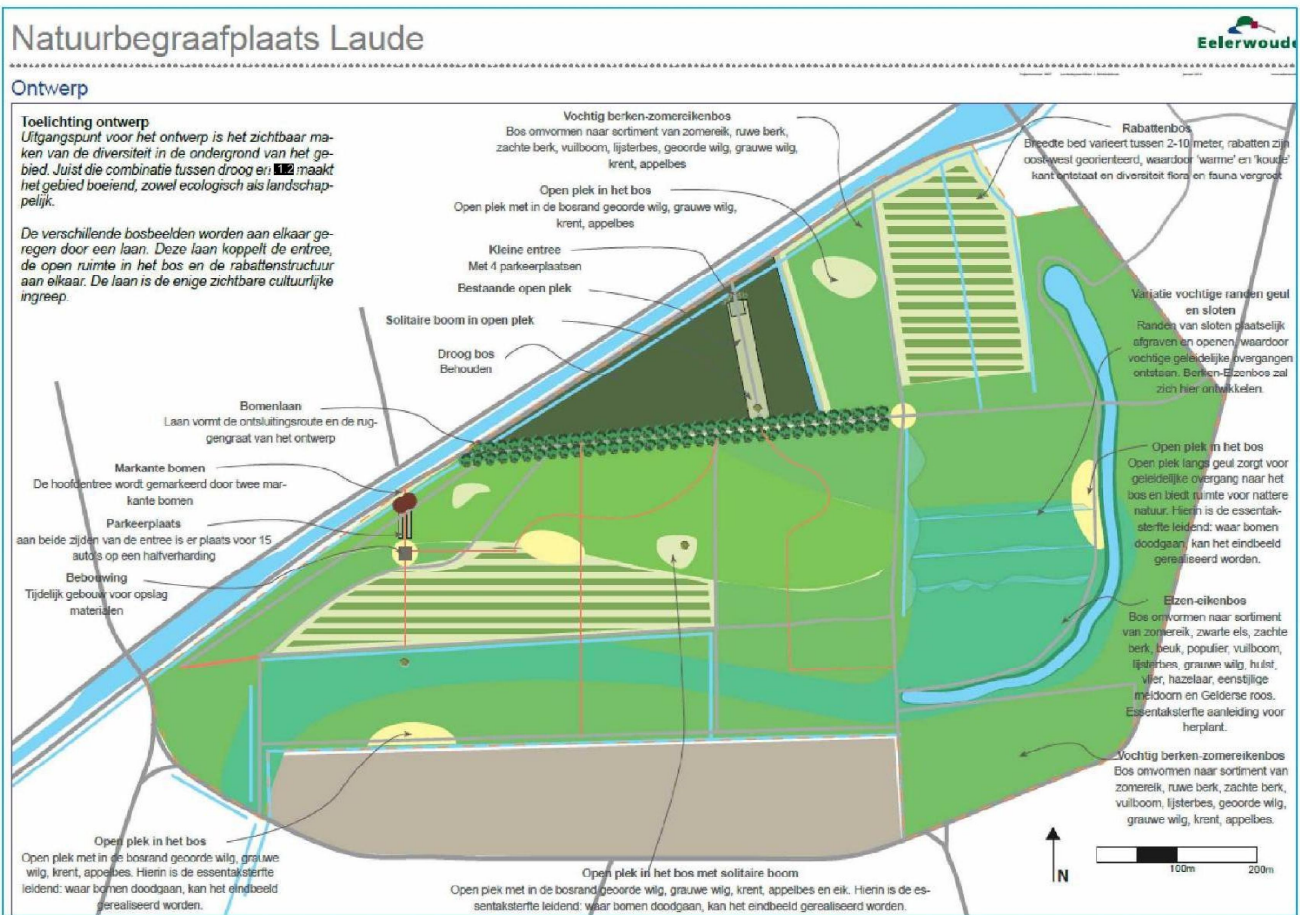 Natuurbegraafplaats Laude
Eelerwoude
Ontwerp
Toelichting ontwerp
Uitgangspunt voor het ontwerp is het zichtbaar ma-
ken van de diversiteit in de ondergrond van het ge-
bied. Juist die combinatie tussen droog en 1.2 maakt
het gebied boeiend, zowel ecologisch als landschap-
pelijk.
De verschillende bosbeelden worden aan elkaar ge-
regen door een laan. Deze laan koppelt de entree,
de open ruimte in het bos en de rabattenstructuur
aan elkaar. De laan is de enige zichtbare cultuurlijke
ingreep.
Vochtig berken-zomereikenbos
Bos omvormen naar sortiment van zomereik, ruwe berk,
zachte berk, vuilboom, lijsterbes, geoorde wilg, grauwe wilg,
krent, appelbes
Open plek in het bos
Open plek met in de bosrand geoorde wilg, grauwe wilg,
krent, appelbes
Kleine entree
Met 4 parkeerplaatsen
Bestaande open plek
Solitaire boom in open plek
Droog bos
Behouden
Bomenlaan
Laan vormt de ontsluitingsroute en de rug-
gengraat van het ontwerp
Markante bomen
De hoofdentree wordt gemarkeerd door twee mar-
kante bomen
Parkeerplaats
aan beide zijden van de entree is er plaats voor 15
auto's op een halfverharding
Bebouwing
Tijdelijk gebouw voor opslag
materialen
Rabattenbos
Breedte bed varieert tussen 2-10 meter, rabatten zijn
oost-west georienteerd, waardoor 'warme' en 'koude'
kant ontstaat en diversiteit flora en fauna vergroot
Variatie vochtige randen geul
en sloten
Randen van sloten plaatselijk
afgraven en openen, waardoor
vochtige geleidelijke overgangen
ontstaan. Berken-Elzenbos zal
zich hier ontwikkelen.
Open plek in het bos
Open plek langs geul zorgt voor
geleidelijke overgang naar het
bos en biedt ruimte voor nattere
natuur. Hierin is de essentak-
sterfte leidend: waar bomen
doodgaan, kan het eindbeeld
gerealiseerd worden.
Elzen-eikenbos
Bos omvormen naar sortiment
van zomereik, zwarte els, zachte
berk, beuk, populier, vuilboom,
lijsterbes, grauwe wilg, hulst,
vlier, hazelaar, eenstijlige
meidoorn en Gelderse roos.
Essentaksterfte aanleiding voor
herplant.
Vochtig berken-zomereikenbos
Bos omvormen naar sortiment van
zomereik, ruwe berk, zachte berk,
vuilboom, lijsterbes, geoorde wilg,
grauwe wilg, krent, appelbes.
Open plek in het bos
Open plek met in de bosrand geoorde wilg, grauwe
wilg, krent, appelbes. Hierin is de essentaksterfte
leidend: waar bomen doodgaan, kan het eindbeeld
gerealiseerd worden.
Open plek in het bos met solitaire boom
Open plek met in de bosrand geoorde wilg, grauwe wilg, krent, appelbes en eik. Hierin is de es-
sentaksterfte leidend: waar bomen doodgaan, kan het eindbeeld gerealiseerd worden.
N
100m 200m